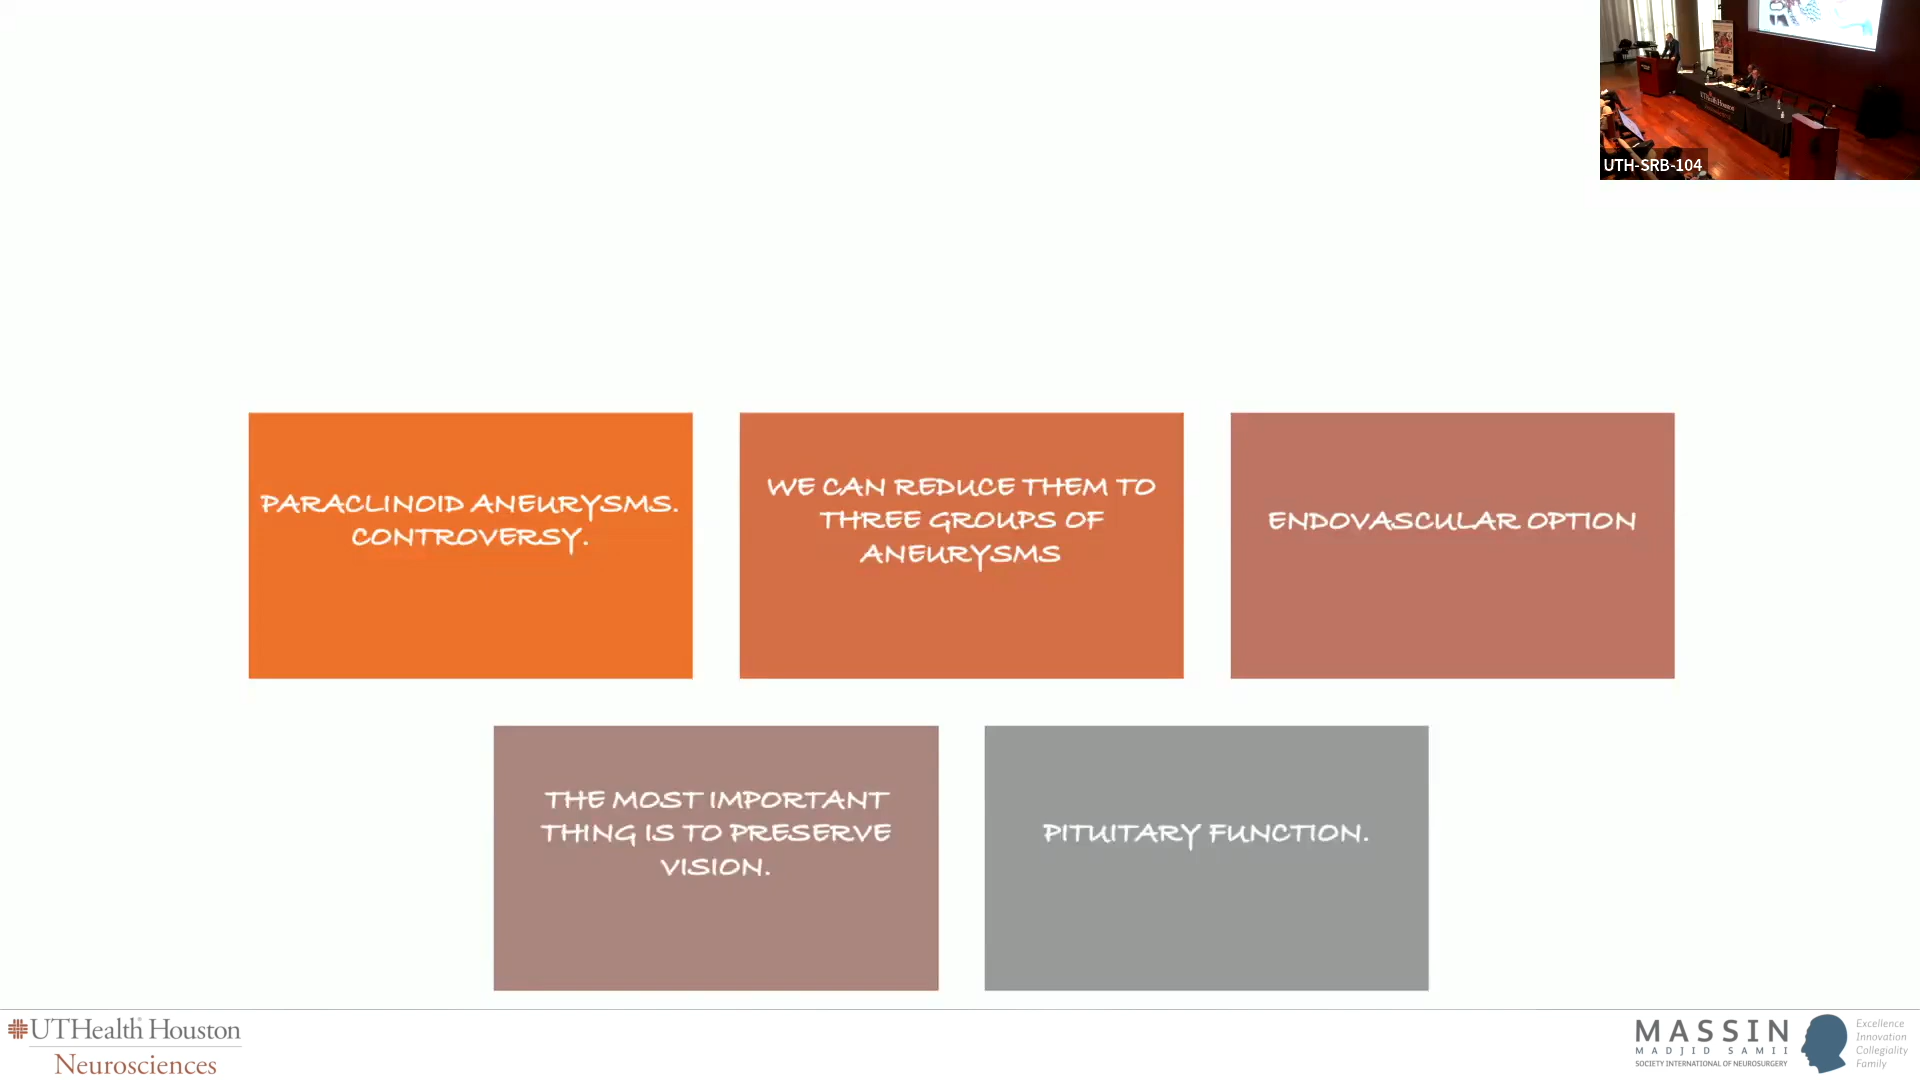 UTH-SRB-104
PARACLINOID ANEURYSMS.
CONTROVERSY.
WE CAN REDUCE THEM TO
THREE GROUPS OF
ANEURYSMS
ENDOVASCULAR OPTION
THE MOST IMPORTANT
THING IS TO PRESERVE
VISION.
PITUITARY FUNCTION.
UTHealth Houston
Neurosciences
MASSIN
MADJID SAMII
SOCIETY INTERNATIONAL OF NEUROSURGERY
Excellence
Innovation
Collegiality
Family